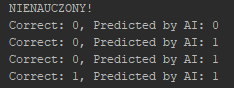 NIENAUCZONY!
Correct: 0, Predicted by AI: 0
Correct: 0, Predicted by AI: 1
Correct: 0, Predicted by AI: 1
Correct: 1, Predicted by AI: 1